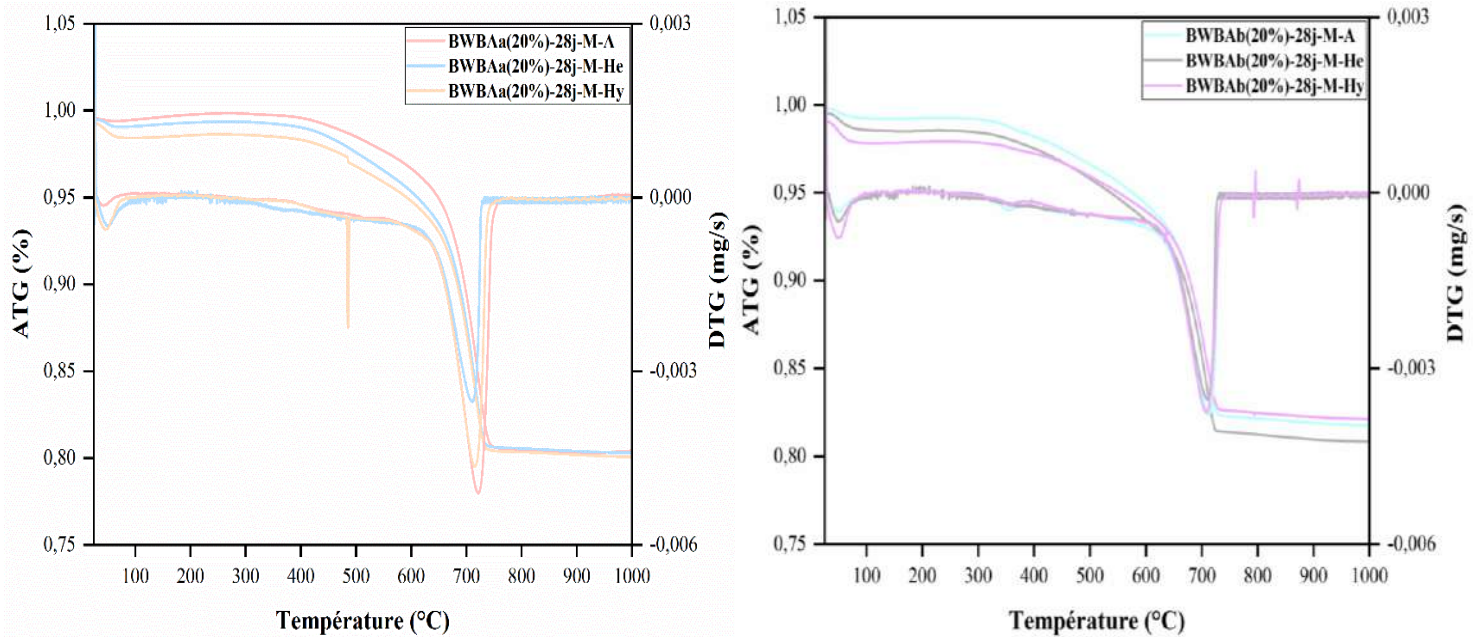 1,05
1,00
0,95
0,90
0,85
0,80
0,75
ATG (%)
BWBAa(20%)-28j-M-A
BWBAa(20%)-28j-M-He
BWBAa(20%)-28j-M-Hy
0,003
0,000
-0,003
-0,006
DTG (mg/s)
100 200 300 400 500 600 700 800 900 1000
Température (°C)
1,05
1,00
0,95
0,90
0,85
0,80
0,75
ATG (%)
BWBAb(20%)-28j-M-A
BWBAb(20%)-28j-M-He
BWBAb(20%)-28j-M-Hy
0,003
0,000
-0,003
-0,006
DTG (mg/s)
100 200 300 400 500 600 700 800 900 1000
Température (°C)